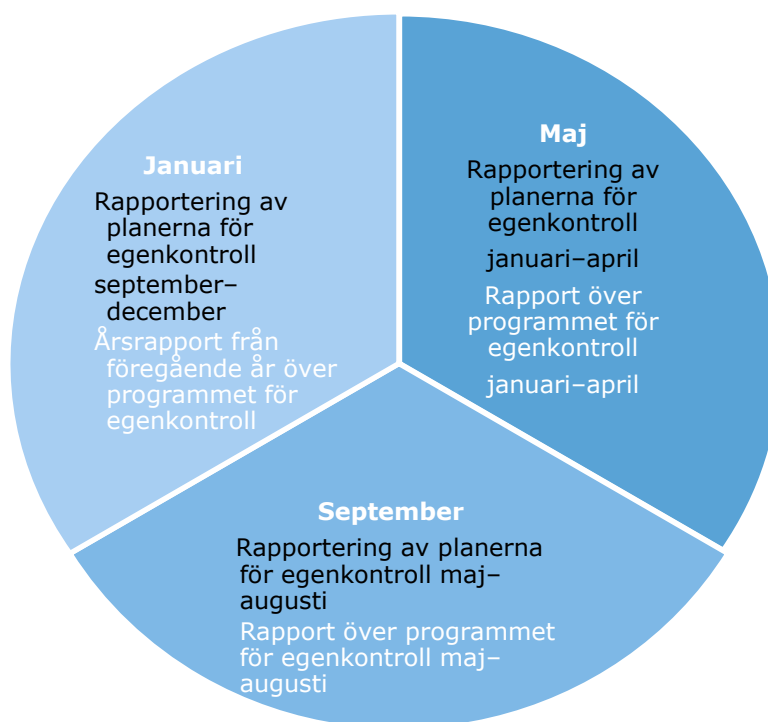 Januari
Rapportering av
planerna för
egenkontroll
september–
december
Årsrapport från
föregående år över
programmet för
egenkontroll
Maj
Rapportering av
planerna för
egenkontroll
januari–april
Rapport över
programmet för
egenkontroll
januari–april
September
Rapportering av planerna
för egenkontroll maj–
augusti
Rapport över programmet
för egenkontroll maj–
augusti